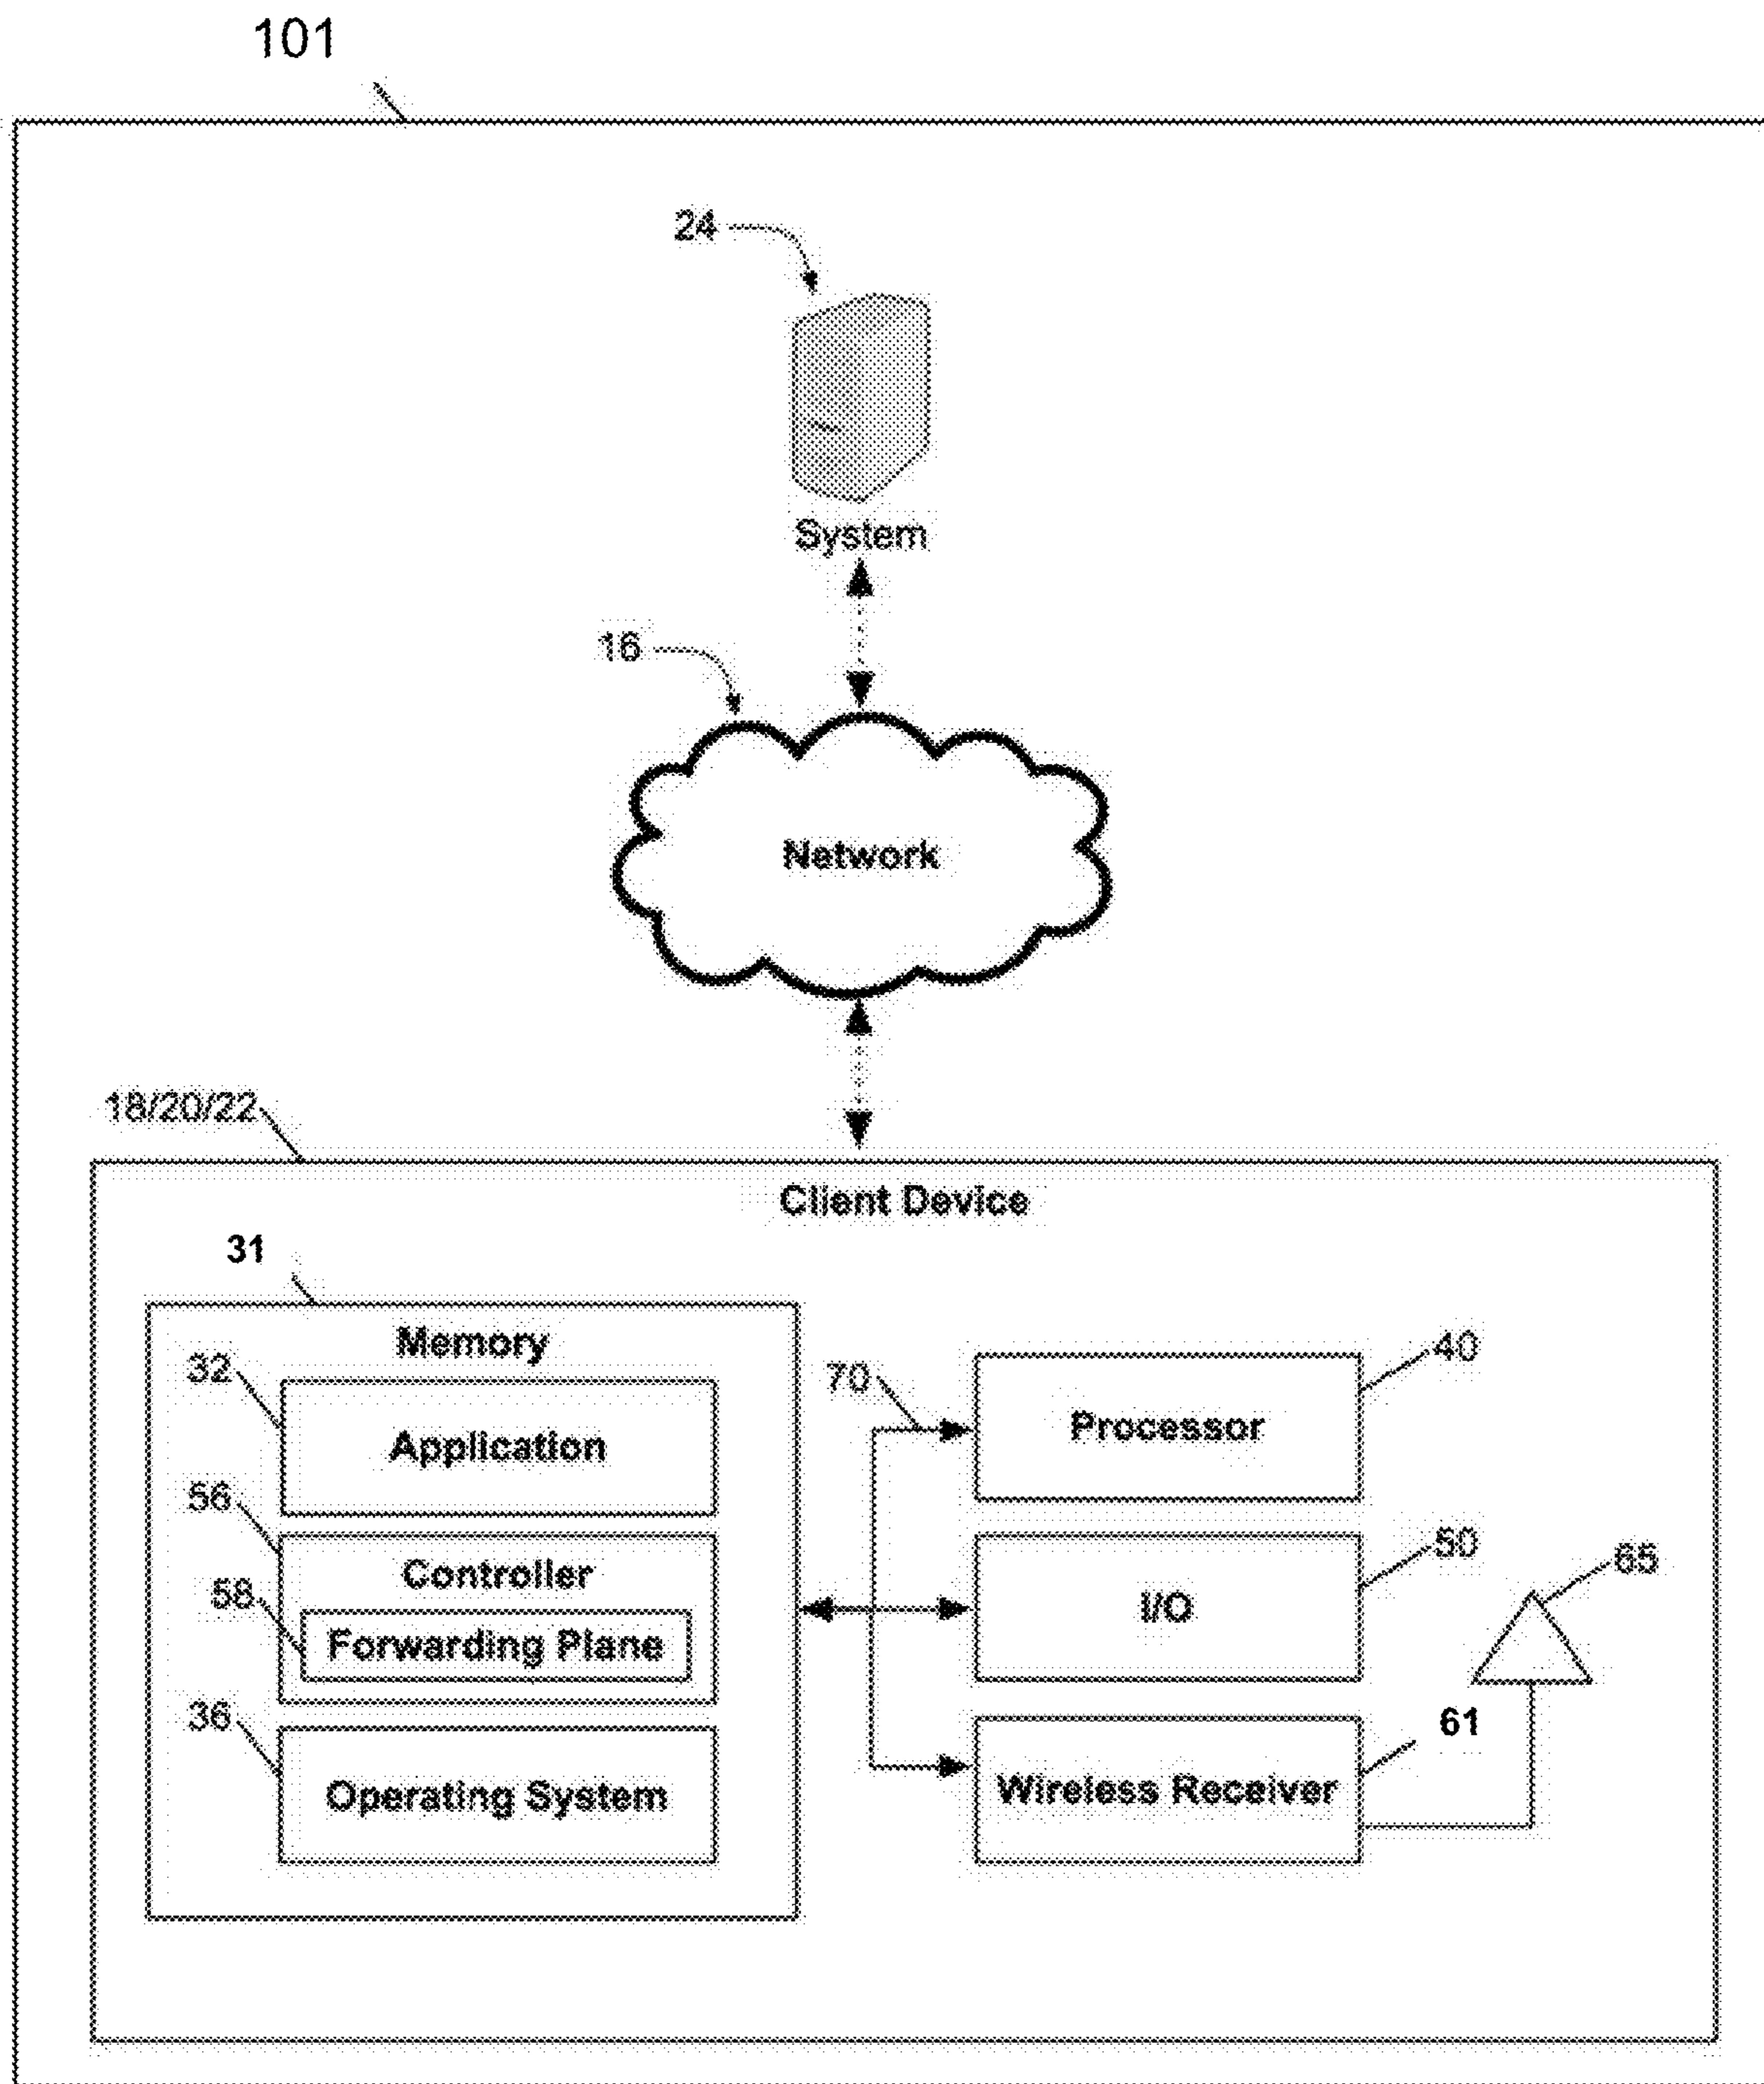 101
24
System
16
Network
18/20/22
Client Device
31
Memory
32
Application
56
Controller
58
Forwarding Plane
36
Operating System
70
40
Processor
50
I/O
65
61
Wireless Receiver